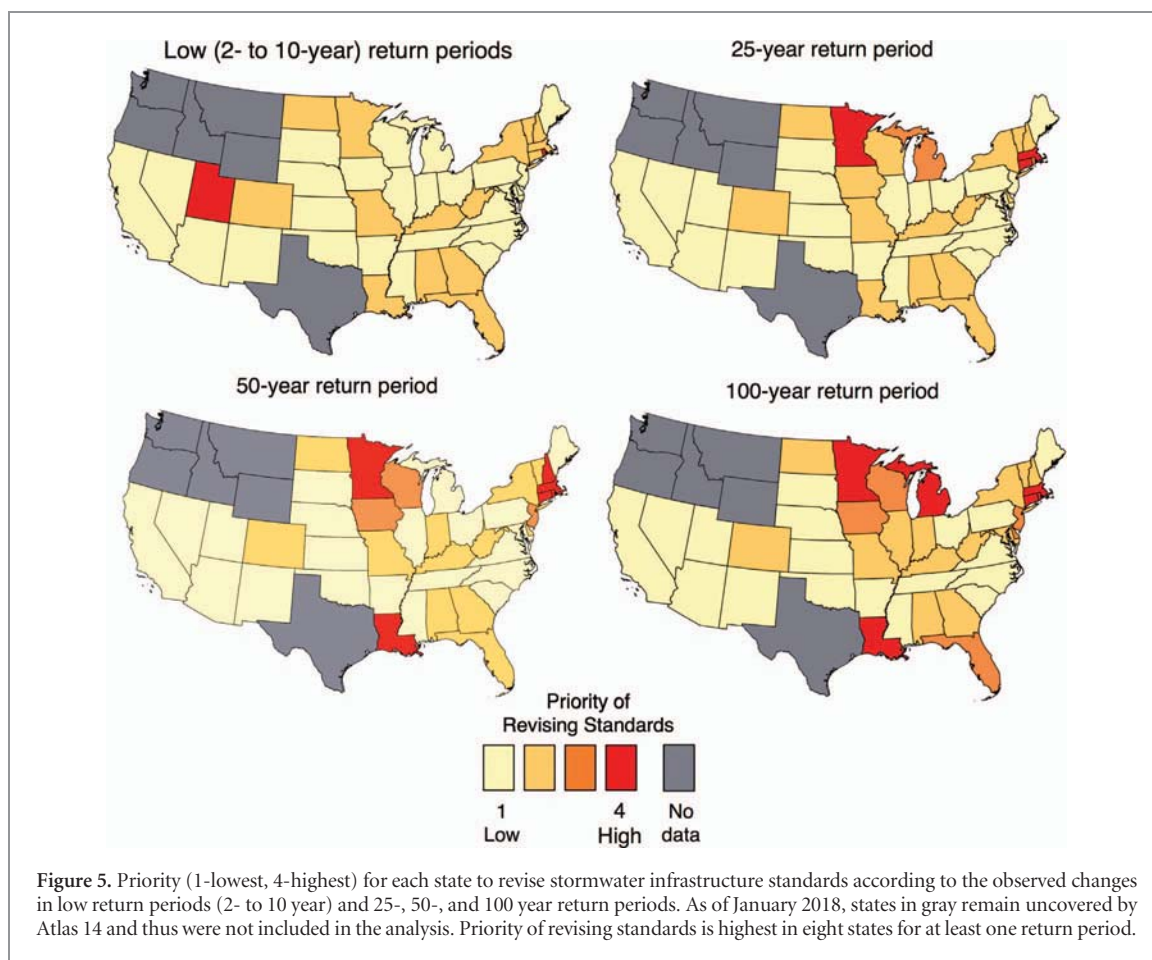 Low (2- to 10-year) return periods
25-year return period
50-year return period
100-year return period
Priority of
Revising Standards
1
Low
4
High
No
data
Figure 5. Priority (1-lowest, 4-highest) for each state to revise stormwater infrastructure standards according to the observed changes
in low return periods (2- to 10 year) and 25-, 50-, and 100 year return periods. As of January 2018, states in gray remain uncovered by
Atlas 14 and thus were not included in the analysis. Priority of revising standards is highest in eight states for at least one return period.